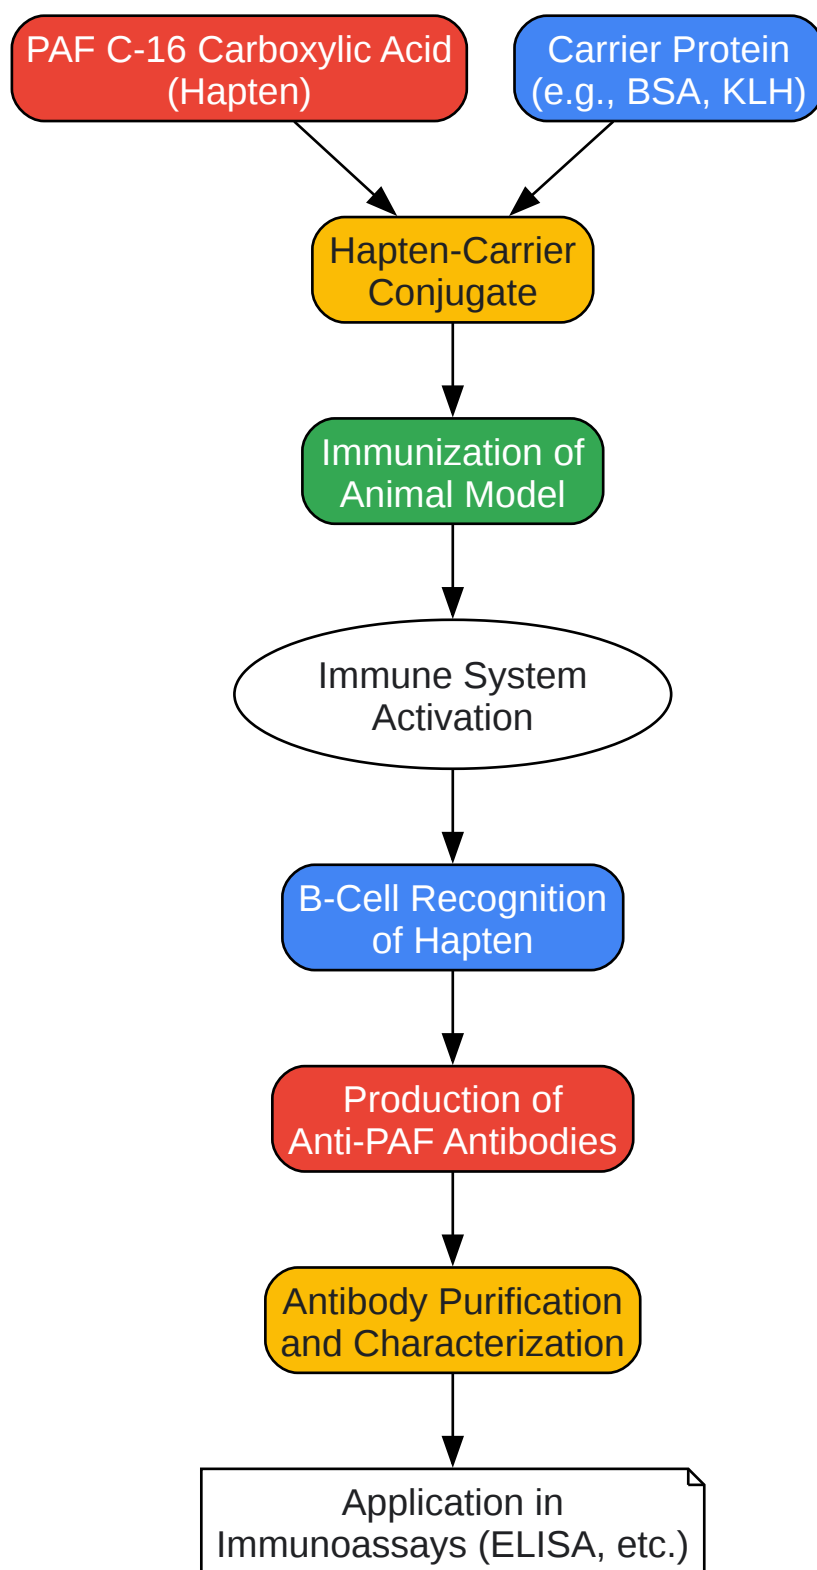 PAF C-16 Carboxylic Acid
(Hapten)
Carrier Protein
(e.g., BSA, KLH)
Hapten-Carrier
Conjugate
Immunization of
Animal Model
Immune System
Activation
B-Cell Recognition
of Hapten
Production of
Anti-PAF Antibodies
Antibody Purification
and Characterization
Application in
Immunoassays (ELISA, etc.)